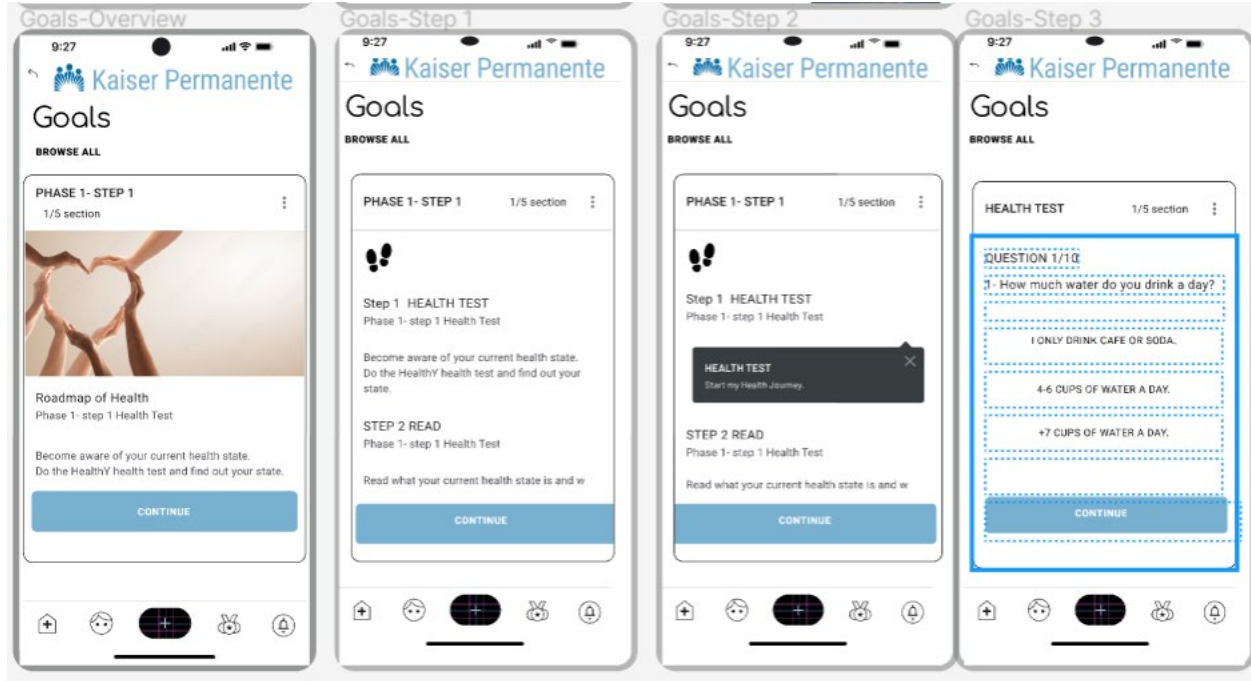 Goals-Overview
9:27
Kaiser Permanente
Goals
BROWSE ALL
PHASE 1- STEP 1
1/5 section
Roadmap of Health
Phase 1- step 1 Health Test
Become aware of your current health state.
Do the HealthY health test and find out your state.
CONTINUE
Goals-Step 1
9:27
Kaiser Permanente
Goals
BROWSE ALL
PHASE 1- STEP 1 1/5 section
Step 1 HEALTH TEST
Phase 1- step 1 Health Test
Become aware of your current health state.
Do the HealthY health test and find out your
state.
STEP 2 READ
Phase 1- step 1 Health Test
Read what your current health state is and w
CONTINUE
Goals-Step 2
9:27
Kaiser Permanente
Goals
BROWSE ALL
PHASE 1- STEP 1 1/5 section
Step 1 HEALTH TEST
Phase 1- step 1 Health Test
HEALTH TEST
Start my Health Journey.
STEP 2 READ
Phase 1- step 1 Health Test
Read what your current health state is and w
CONTINUE
Goals-Step 3
9:27
Kaiser Permanente
Goals
BROWSE ALL
HEALTH TEST 1/5 section
QUESTION 1/10
1- How much water do you drink a day?
I ONLY DRINK CAFE OR SODA.
4-6 CUPS OF WATER A DAY.
+7 CUPS OF WATER A DAY.
CONTINUE